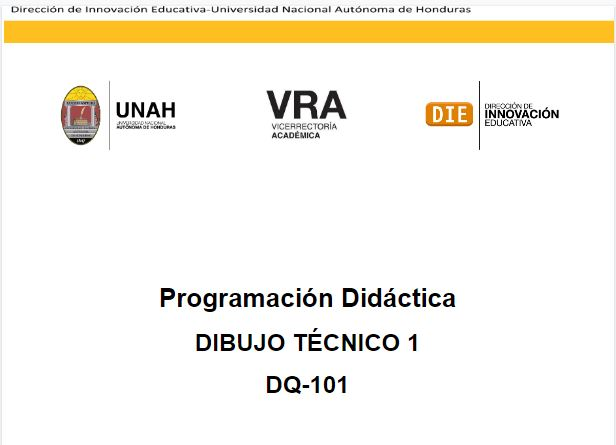 Dirección de Innovación Educativa-Universidad Nacional Autónoma de Honduras
UNAH
UNIVERSIDAD NACIONAL
AUTÓNOMA DE HONDURAS
VRA
VICERRECTORÍA
ACADÉMICA
DIE
DIRECCIÓN DE
INNOVACIÓN
EDUCATIVA
Programación Didáctica
DIBUJO TÉCNICO 1
DQ-101